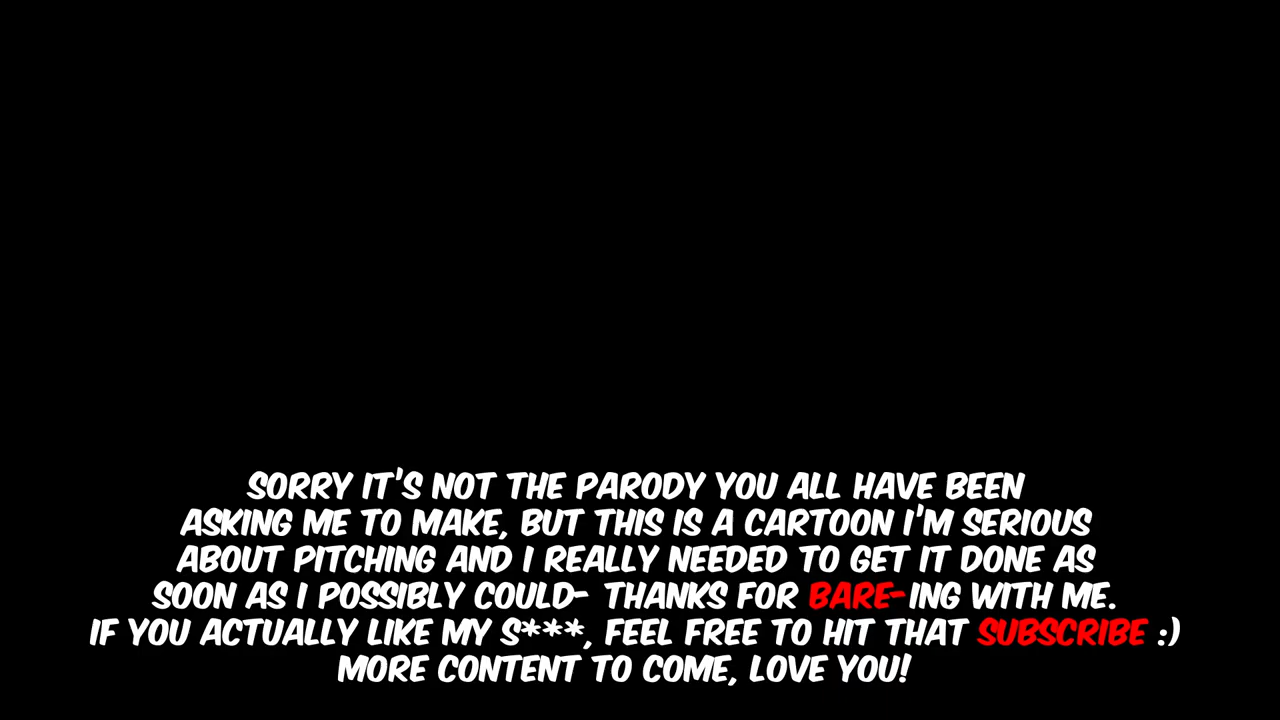 SORRY IT'S NOT THE PARODY YOU ALL HAVE BEEN
ASKING ME TO MAKE, BUT THIS IS A CARTOON I'M SERIOUS
ABOUT PITCHING AND I REALLY NEEDED TO GET IT DONE AS
SOON AS I POSSIBLY COULD- THANKS FOR BARE-ING WITH ME.
IF YOU ACTUALLY LIKE MY S***, FEEL FREE TO HIT THAT SUBSCRIBE :)
MORE CONTENT TO COME, LOVE YOU!